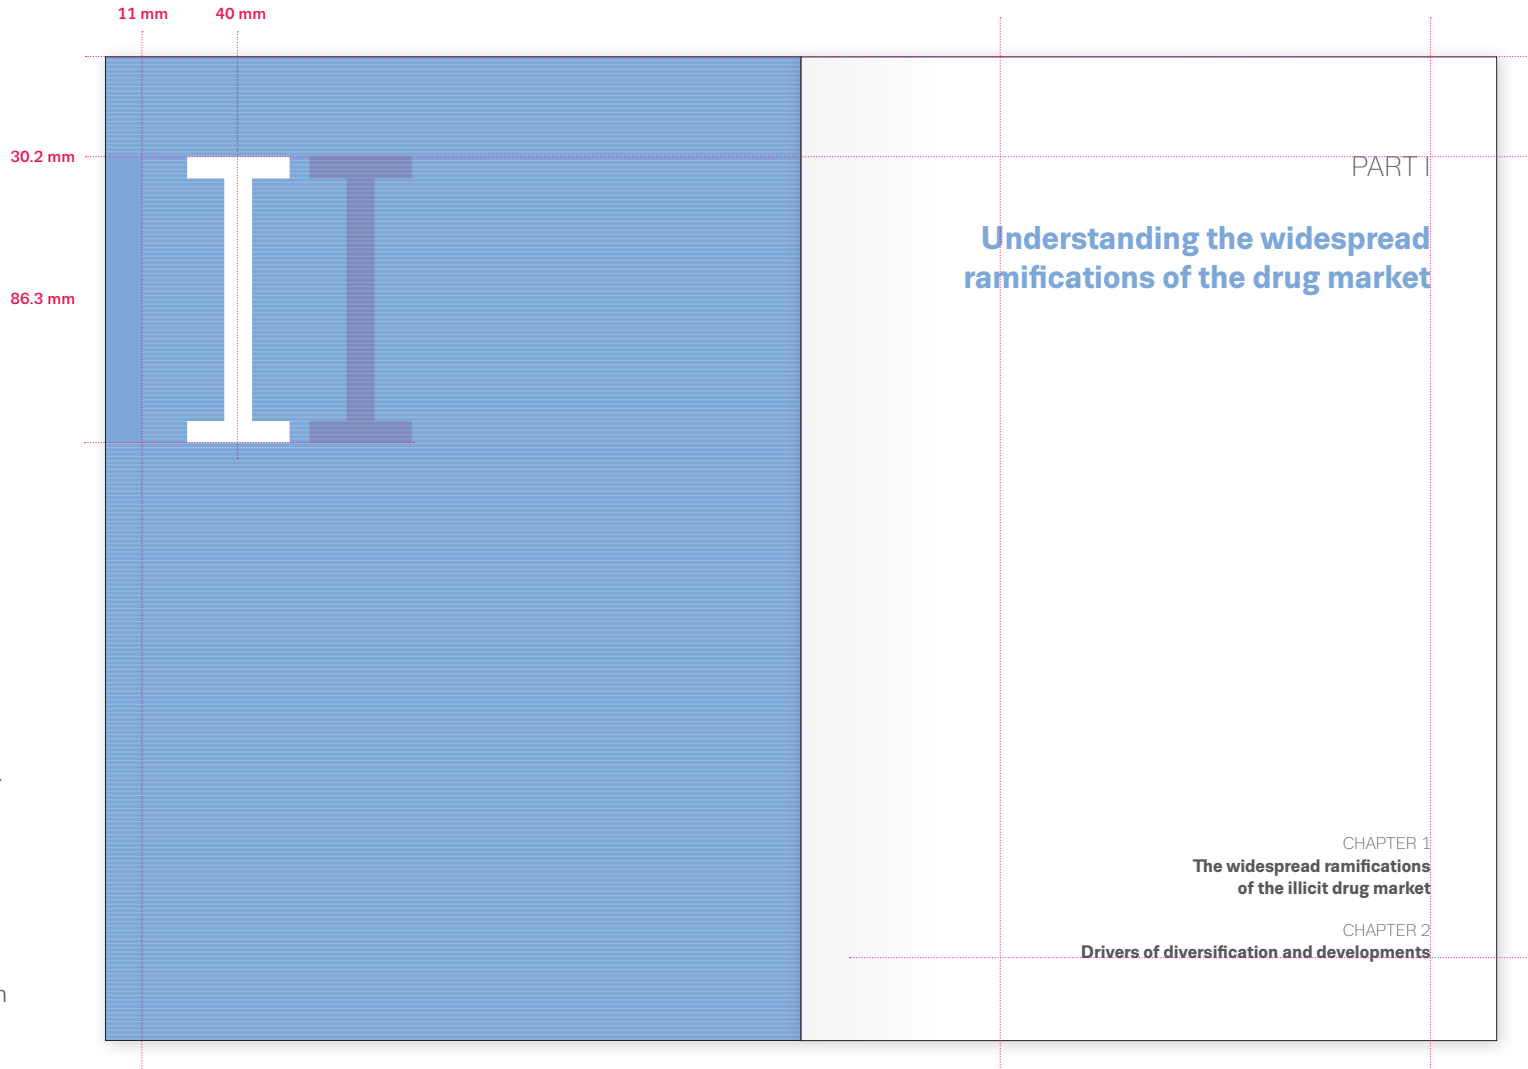 11 mm
40 mm
30.2 mm
86.3 mm
I I
PART I
Understanding the widespread
ramifications of the drug market
CHAPTER 1
The widespread ramifications
of the illicit drug market
CHAPTER 2
Drivers of diversification and developments